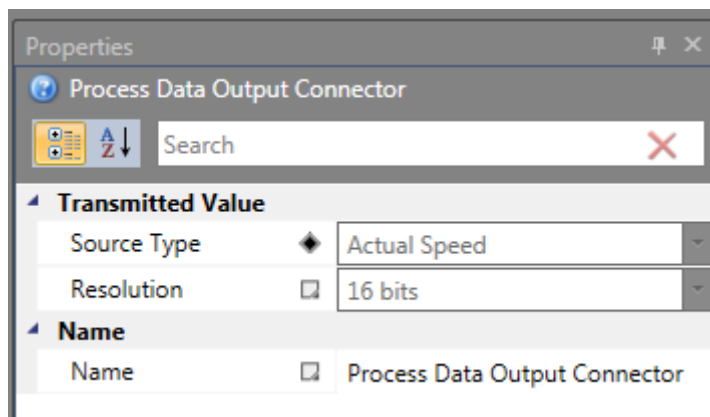 Properties
Process Data Output Connector
A
Z
Search
Transmitted Value
Source Type Actual Speed
Resolution 16 bits
Name
Name Process Data Output Connector